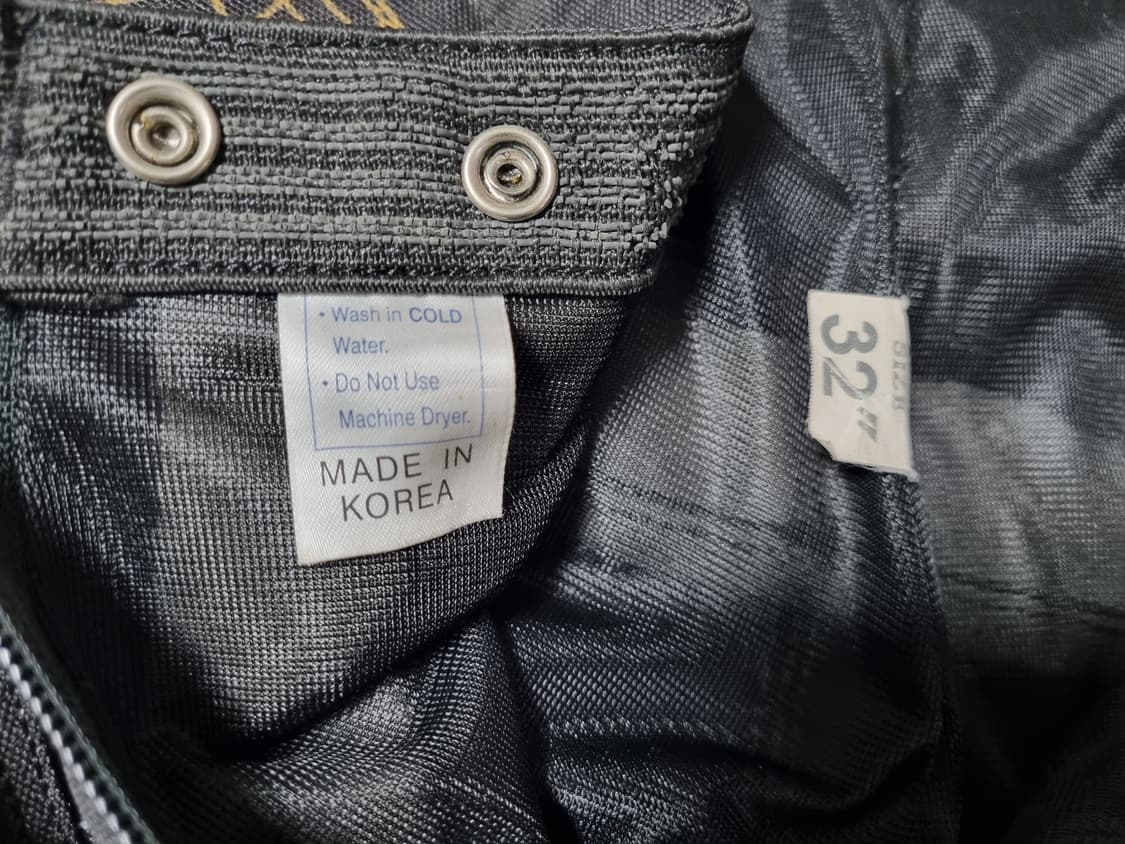 • Wash in COLD
Water.
• Do Not Use
Machine Dryer.
MADE IN
KOREA
SIZE
32"